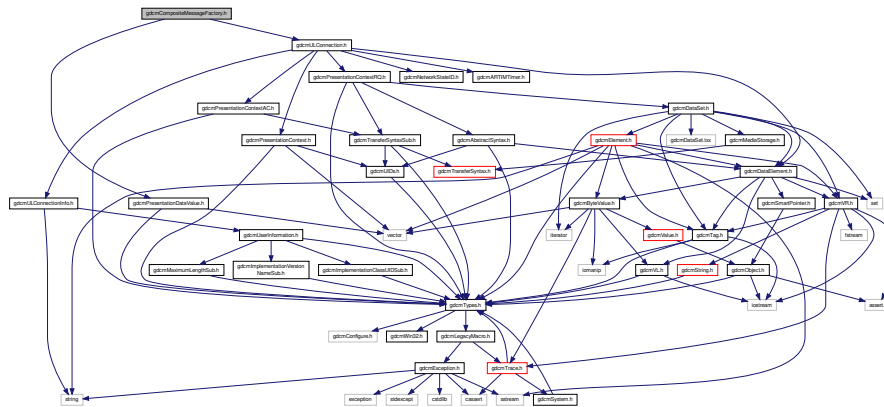 gdcmCompositeMessageFactory.h
gdcmULConnection.h
gdcmPresentationContextRQ.h
gdcmNetworkStateID.h
gdcmARTIMTimer.h
gdcmPresentationContextAC.h
gdcmDataSet.h
gdcmPresentationContext.h
gdcmTransferSyntaxSub.h
gdcmAbstractSyntax.h
gdcmElement.h
gdcmDataSet.txx
gdcmMediaStorage.h
gdcmUIDs.h
gdcmTransferSyntax.h
gdcmDataElement.h
gdcmULConnectionInfo.h
gdcmPresentationDataValue.h
gdcmByteValue.h
gdcmSmartPointer.h
gdcmVR.h
set
gdcmUserInformation.h
vector
iterator
gdcmValue.h
gdcmTag.h
fstream
gdcmMaximumLengthSub.h
gdcmImplementationVersion
NameSub.h
gdcmImplementationClassUIDSub.h
iomanip
gdcmVL.h
gdcmString.h
gdcmObject.h
gdcmTypes.h
iostream
assert.h
gdcmConfigure.h
gdcmWin32.h
gdcmLegacyMacro.h
gdcmException.h
gdcmTrace.h
string
exception
stdexcept
cstdlib
cassert
sstream
gdcmSystem.h